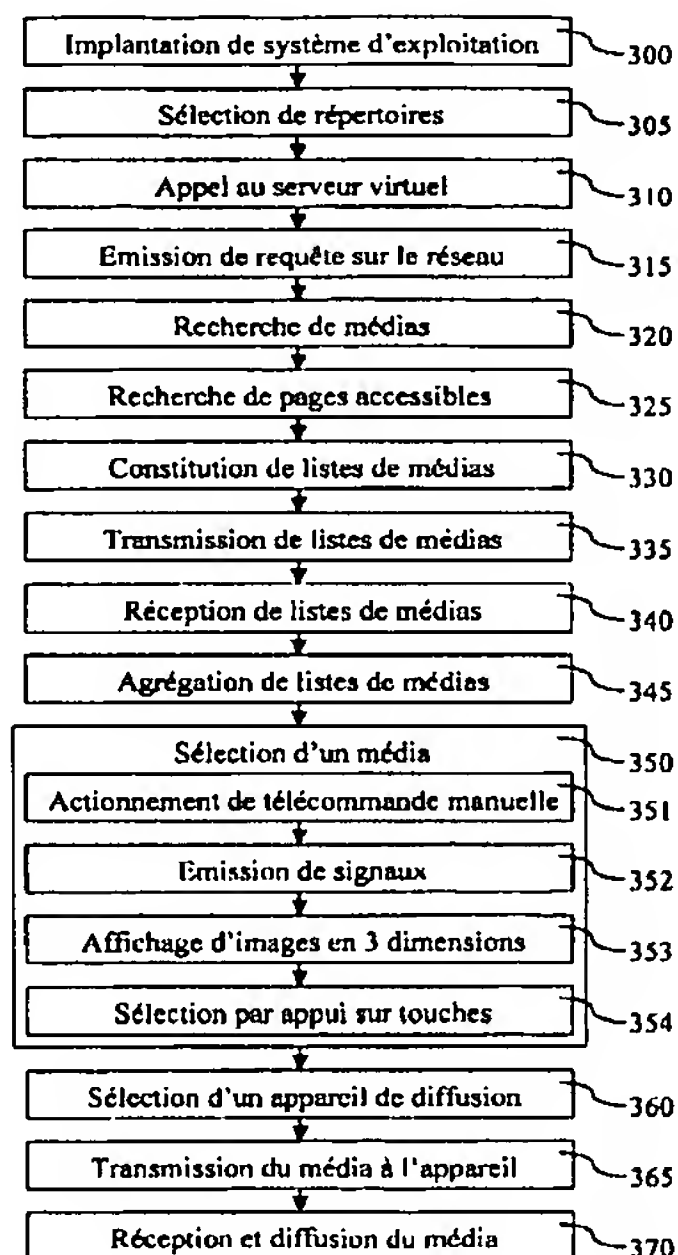 Implantation de système d'exploitation 300
Sélection de répertoires 305
Appel au serveur virtuel 310
Emission de requête sur le réseau 315
Recherche de médias 320
Recherche de pages accessibles 325
Constitution de listes de médias 330
Transmission de listes de médias 335
Réception de listes de médias 340
Agrégation de listes de médias 345
Sélection d'un média 350
Actionnement de télécommande manuelle 351
Emission de signaux 352
Affichage d'images en 3 dimensions 353
Sélection par appui sur touches 354
Sélection d'un appareil de diffusion 360
Transmission du média à l'appareil 365
Réception et diffusion du média 370